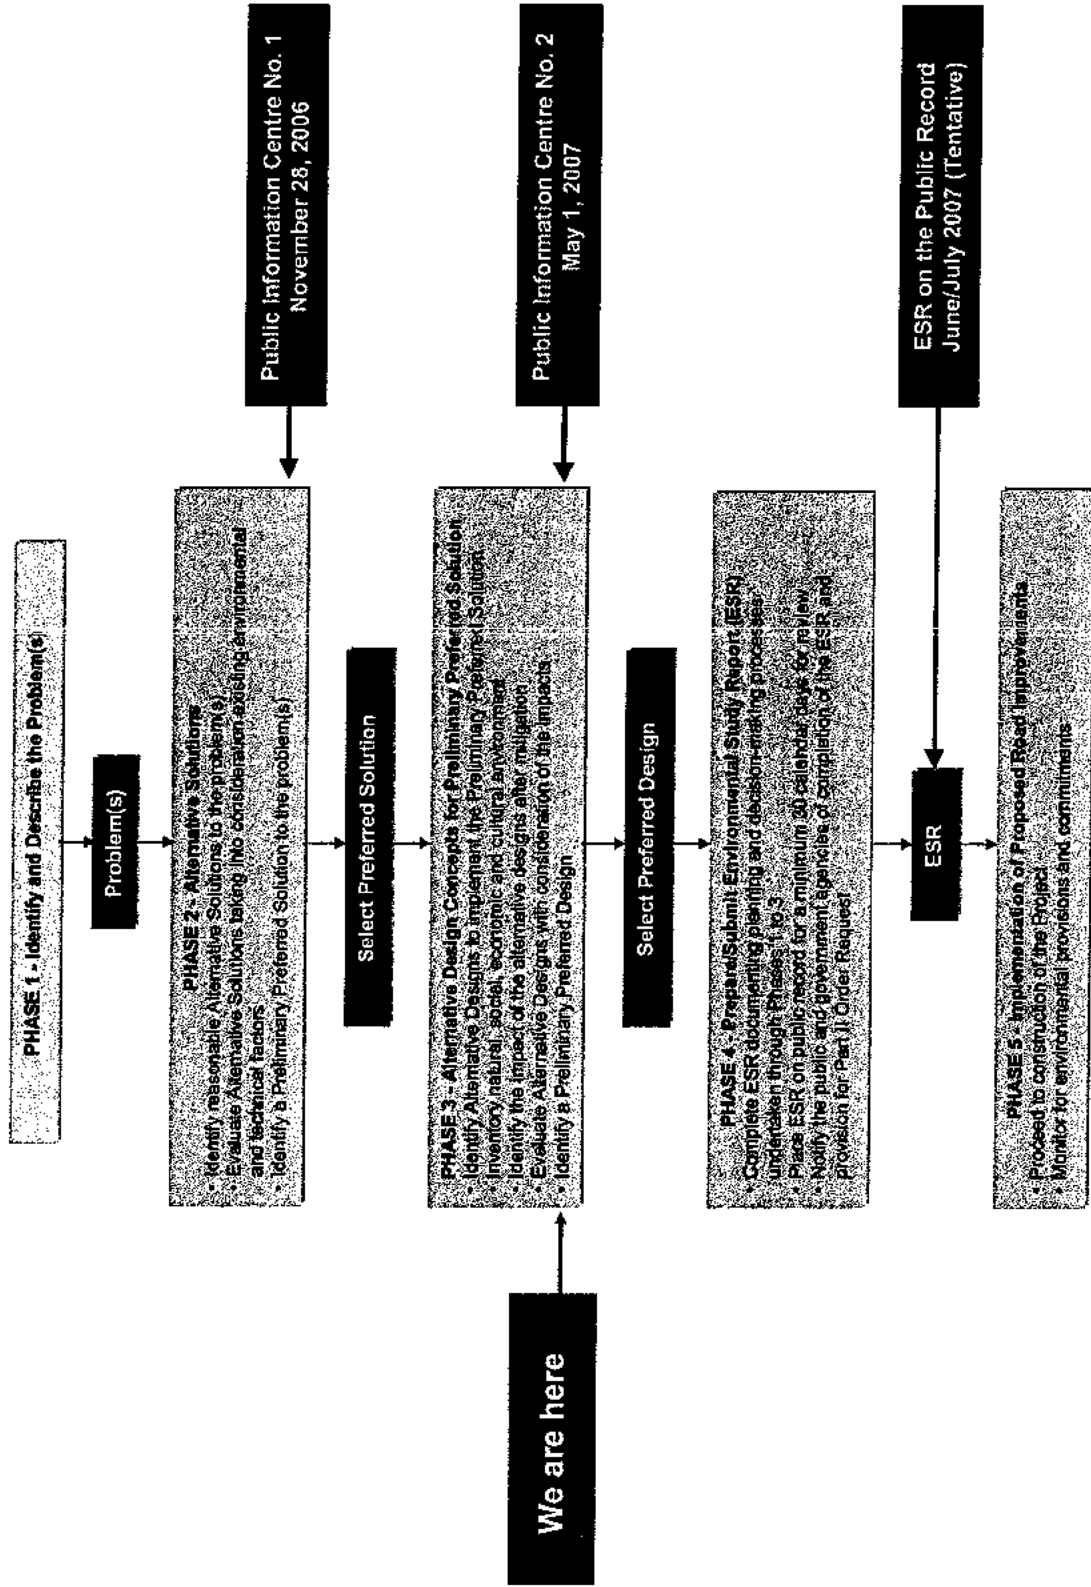 PHASE 1 - Identify and Describe the Problem(s)
Problem(s)
PHASE 2 - Alternative Solutions
• Identify reasonable Alternative Solutions to the problem(s)
• Evaluate Alternative Solutions taking into consideration existing environmental
and technical factors
• Identify a Preliminary Preferred Solution to the problem(s)
Public Information Centre No. 1
November 28, 2006
Select Preferred Solution
PHASE 3 - Alternative Design Concepts for Preliminary Preferred Solution
• Identify Alternative Designs to implement the Preliminary Preferred Solution
• Inventory natural, social, economic and cultural environment
• Identify the impact of the alternative designs after mitigation
• Evaluate Alternative Designs with consideration of the impacts
• Identify a Preliminary Preferred Design
We are here
Public Information Centre No. 2
May 1, 2007
Select Preferred Design
PHASE 4 - Prepare/Submit Environmental Study Report (ESR)
• Complete ESR documenting planning and decision-making processes
undertaken through Phases 1 to 3
• Place ESR on public record for a minimum 30 calendar days for review
• Notify the public and government agencies of completion of the ESR and
provision for Part II Order Request
ESR
ESR on the Public Record
June/July 2007 (Tentative)
PHASE 5 - Implementation of Proposed Road Improvements
• Proceed to construction of the Project
• Monitor for environmental provisions and commitments